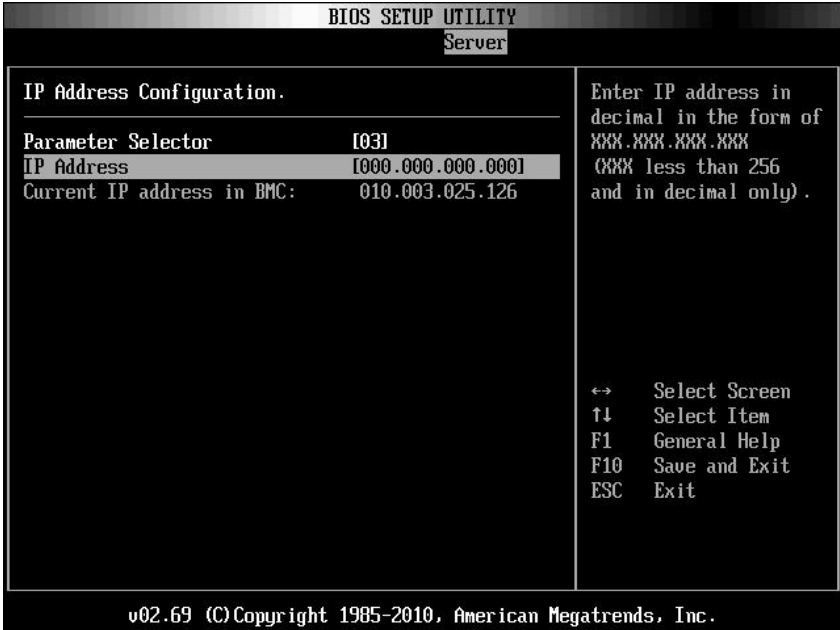 BIOS SETUP UTILITY
Server
IP Address Configuration.
Parameter Selector [03]
IP Address [000.000.000.000]
Current IP address in BMC: 010.003.025.126
Enter IP address in
decimal in the form of
XXX.XXX.XXX.XXX
(XXX less than 256
and in decimal only).
↔ Select Screen
↑↓ Select Item
F1 General Help
F10 Save and Exit
ESC Exit
v02.69 (C)Copyright 1985-2010, American Megatrends, Inc.